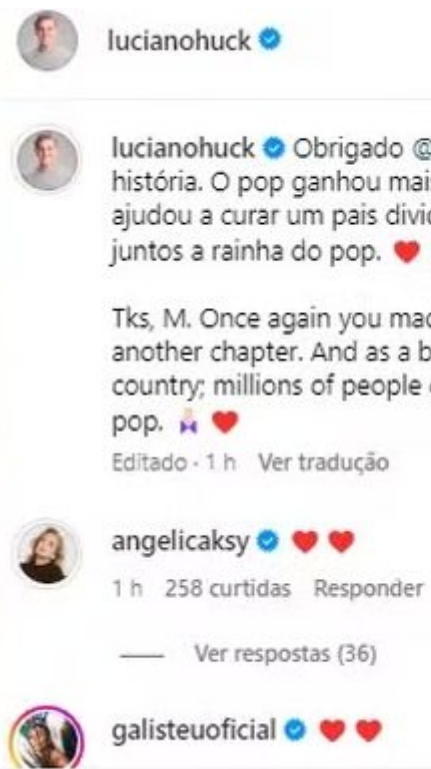 lucianohuck
lucianohuck Obrigado @
história. O pop ganhou mais
ajudou a curar um pais divi
juntos a rainha do pop. ❤️
Tks, M. Once again you mad
another chapter. And as a b
country; millions of people
pop. ❤️
Editado · 1 h Ver tradução
angelicaksy ❤️ ❤️
1 h 258 curtidas Responder
Ver respostas (36)
galisteuoficial ❤️ ❤️